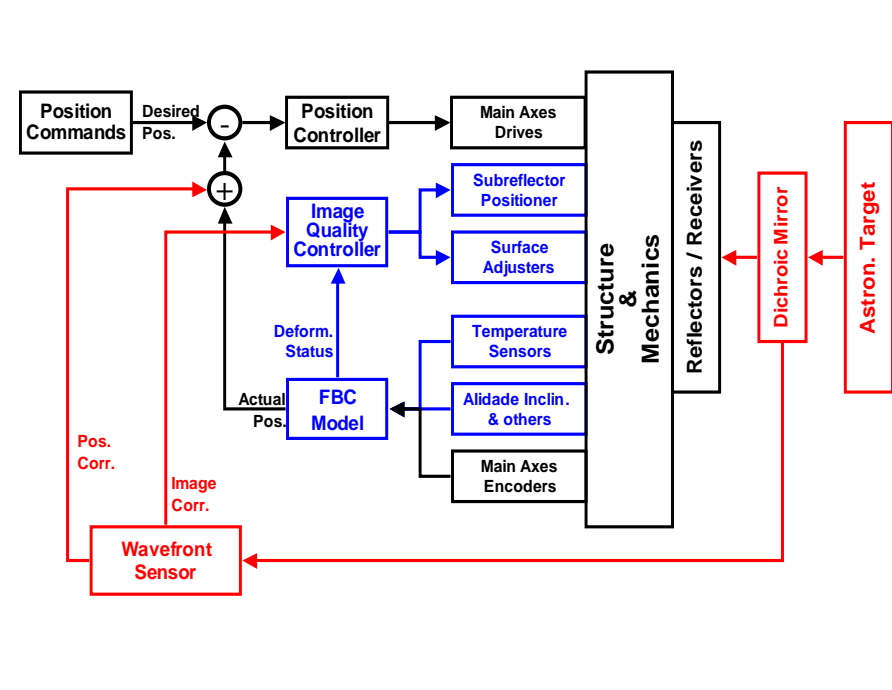 Position
Commands
Desired
Pos.
-
+
Position
Controller
Main Axes
Drives
Subreflector
Positioner
Image
Quality
Controller
Surface
Adjusters
Deform.
Status
Temperature
Sensors
FBC
Model
Actual
Pos.
Alidade Inclin.
& others
Main Axes
Encoders
Structure
&
Mechanics
Reflectors / Receivers
Dichroic Mirror
Astron. Target
Pos.
Corr.
Image
Corr.
Wavefront
Sensor